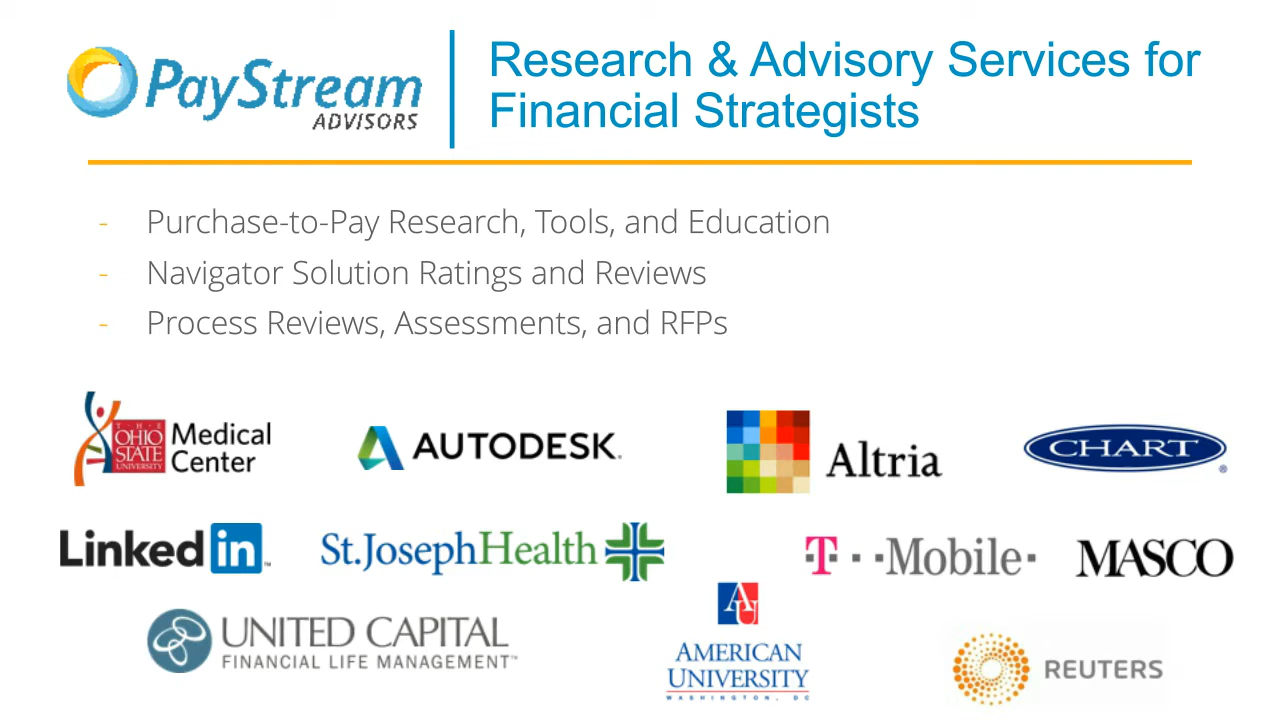 PayStream
ADVISORS
Research & Advisory Services for
Financial Strategists
- Purchase-to-Pay Research, Tools, and Education
- Navigator Solution Ratings and Reviews
- Process Reviews, Assessments, and RFPs
THE
OHIO
STATE
UNIVERSITY
Medical
Center
AUTODESK.
Altria
CHART®
LinkedIn™
St.JosephHealth
T··Mobile·
MASCO
UNITED CAPITAL
FINANCIAL LIFE MANAGEMENT™
AU
AMERICAN
UNIVERSITY
WASHINGTON, DC
REUTERS